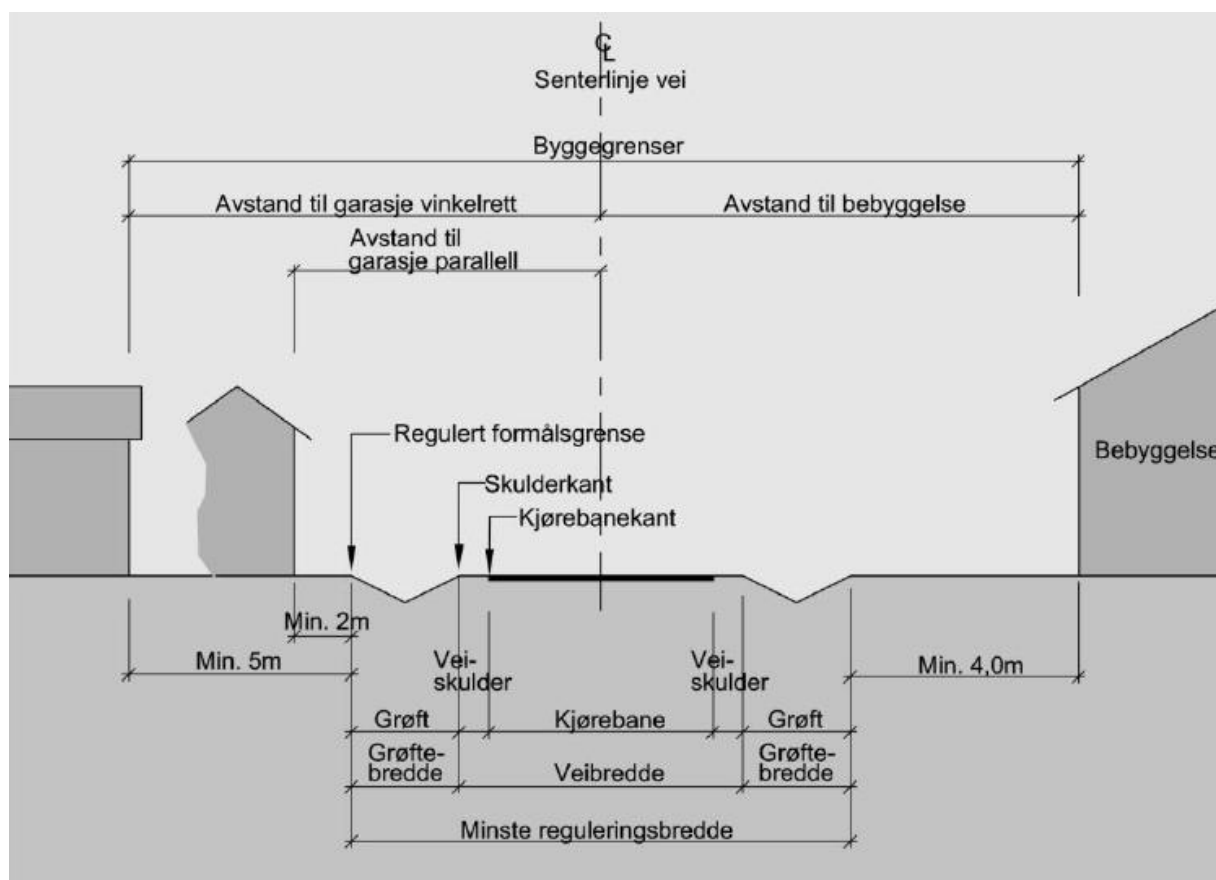 ℄
Senterlinje vei
Byggegrenser
Avstand til garasje vinkelrett
Avstand til bebyggelse
Avstand til
garasje parallell
Regulert formålsgrense
Skulderkant
Kjørebanekant
Bebyggelse
Min. 2m
Min. 5m
Vei-
skulder
Vei-
skulder
Min. 4,0m
Grøft
Kjørebane
Grøft
Grøfte-
bredde
Veibredde
Grøfte-
bredde
Minste reguleringsbredde